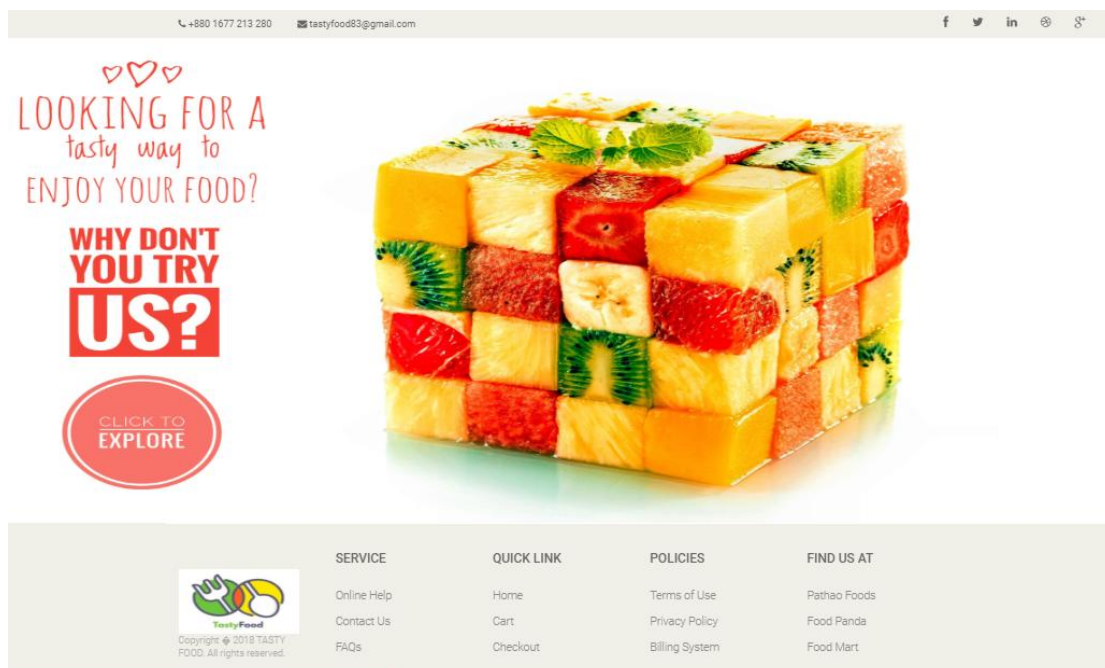 +880 1677 213 280 tastyfood83@gmail.com
LOOKING FOR A
tasty way to
ENJOY YOUR FOOD?
WHY DON'T
YOU TRY
US?
CLICK TO
EXPLORE
TastyFood
Copyright � 2018 TASTY
FOOD. All rights reserved.
SERVICE
Online Help
Contact Us
FAQs
QUICK LINK
Home
Cart
Checkout
POLICIES
Terms of Use
Privacy Policy
Billing System
FIND US AT
Pathao Foods
Food Panda
Food Mart